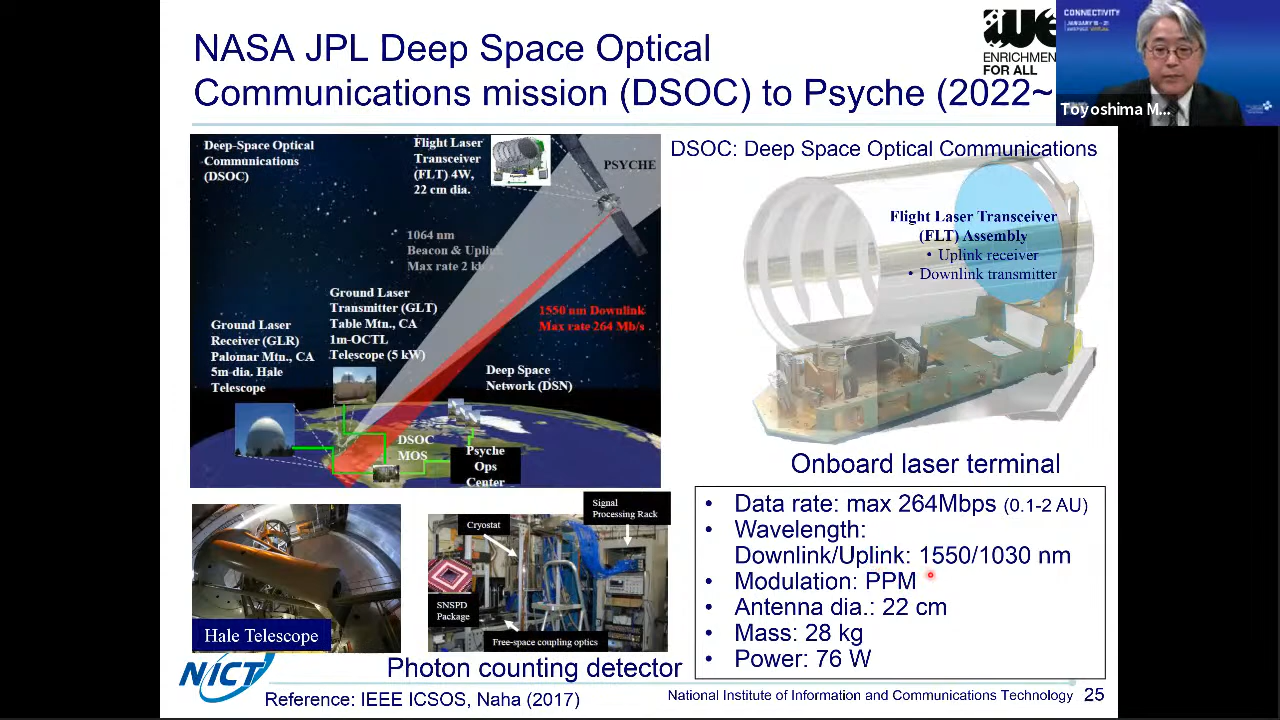 NASA JPL Deep Space Optical
Communications mission (DSOC) to Psyche (2022~
iue
ENRICHMENT
FOR ALL
CONNECTIVITY
Toyoshima M...
Deep-Space Optical
Communications
(DSOC)
Flight Laser
Transceiver
(FLT) 4W,
22 cm dia.
PSYCHE
1064 nm
Beacon & Uplink
Max rate 2 kb/s
1550 nm Downlink
Max rate 264 Mb/s
Ground Laser
Transmitter (GLT)
Table Mtn., CA
1m-OCTL
Telescope (5 kW)
Ground Laser
Receiver (GLR)
Palomar Mtn., CA
5m-dia. Hale
Telescope
Deep Space
Network (DSN)
DSOC
MOS
Psyche
Ops
Center
DSOC: Deep Space Optical Communications
Flight Laser Transceiver
(FLT) Assembly
• Uplink receiver
• Downlink transmitter
Onboard laser terminal
• Data rate: max 264Mbps (0.1-2 AU)
• Wavelength:
Downlink/Uplink: 1550/1030 nm
• Modulation: PPM
• Antenna dia.: 22 cm
• Mass: 28 kg
• Power: 76 W
Hale Telescope
Cryostat
Signal
Processing Rack
SNSPD
Package
Free-space coupling optics
Photon counting detector
NICT
Reference: IEEE ICSOS, Naha (2017)
National Institute of Information and Communications Technology 25